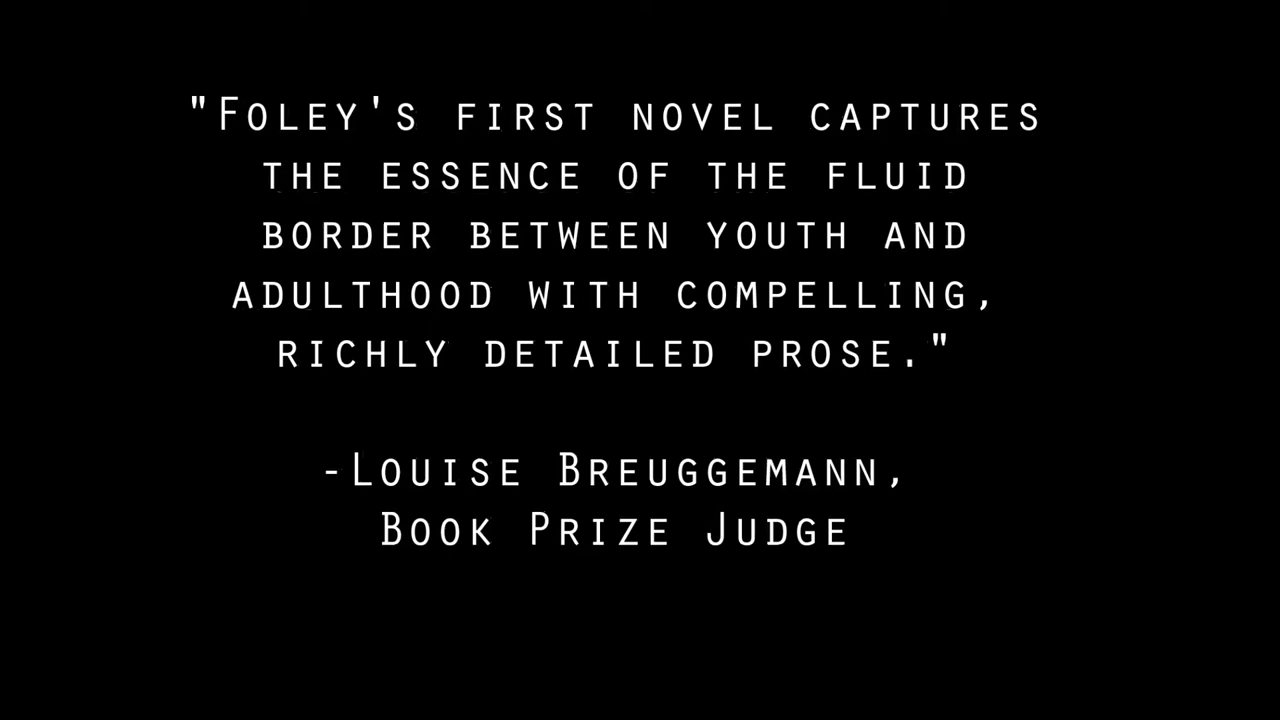 "Foley's first novel captures
the essence of the fluid
border between youth and
adulthood with compelling,
richly detailed prose."
-Louise Breuggemann,
Book Prize Judge